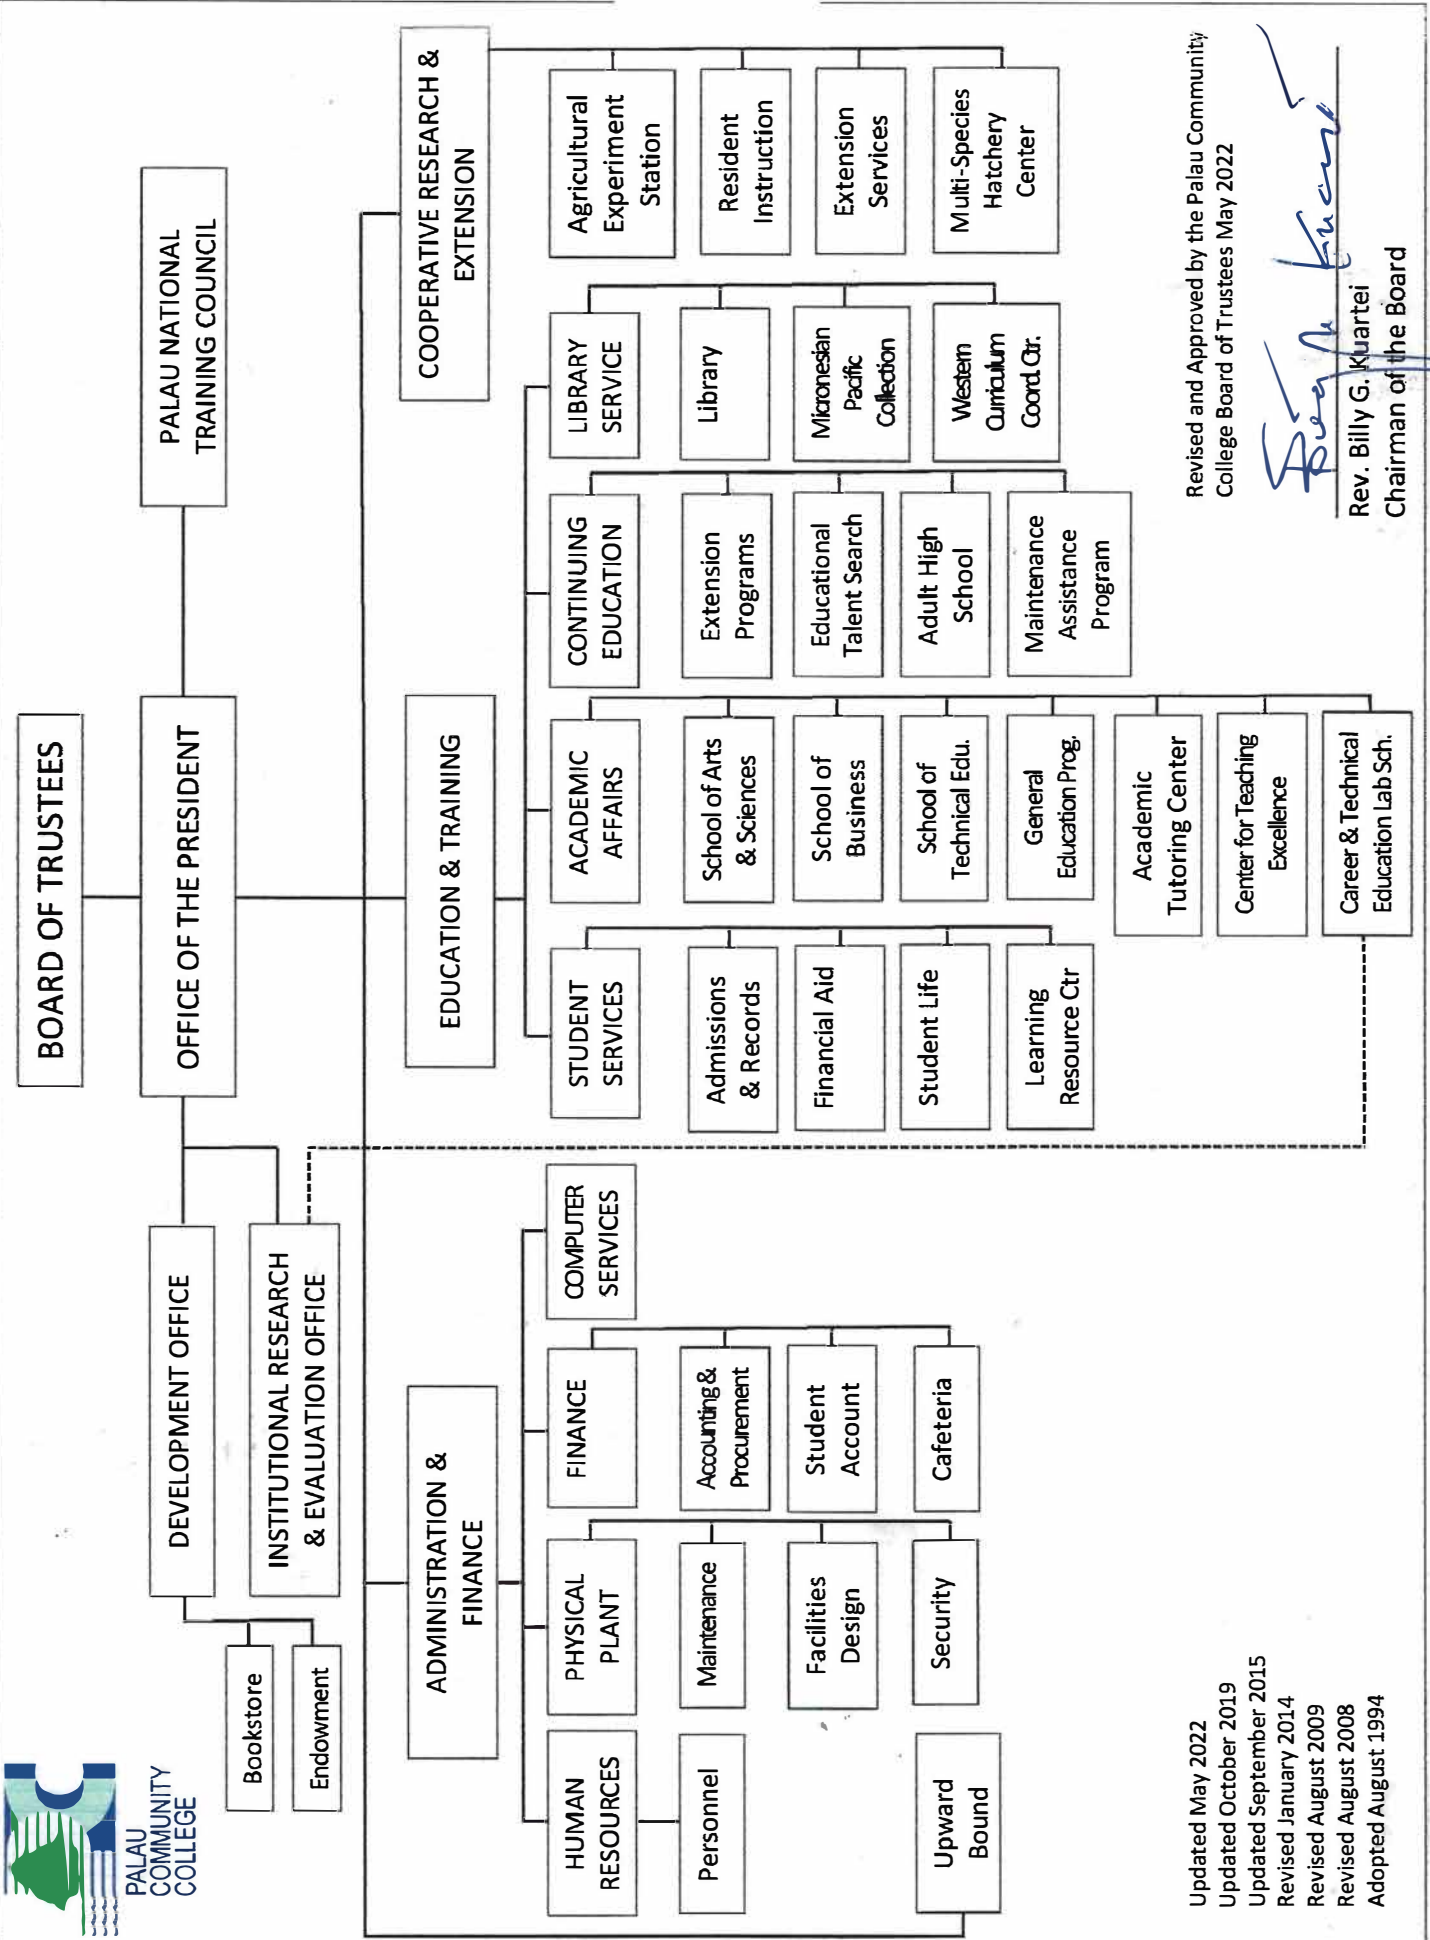 PALAU
COMMUNITY
COLLEGE
BOARD OF TRUSTEES
OFFICE OF THE PRESIDENT
PALAU NATIONAL
TRAINING COUNCIL
DEVELOPMENT OFFICE
Bookstore
Endowment
INSTITUTIONAL RESEARCH
& EVALUATION OFFICE
ADMINISTRATION &
FINANCE
HUMAN
RESOURCES
Personnel
Upward
Bound
PHYSICAL
PLANT
Maintenance
Facilities
Design
Security
FINANCE
Accounting &
Procurement
Student
Account
Cafeteria
COMPUTER
SERVICES
EDUCATION & TRAINING
STUDENT
SERVICES
Admissions
& Records
Financial Aid
Student Life
Learning
Resource Ctr
ACADEMIC
AFFAIRS
School of Arts
& Sciences
School of
Business
School of
Technical Edu.
General
Education Prog.
Academic
Tutoring Center
Center for Teaching
Excellence
Career & Technical
Education Lab Sch.
CONTINUING
EDUCATION
Extension
Programs
Educational
Talent Search
Adult High
School
Maintenance
Assistance
Program
LIBRARY
SERVICE
Library
Micronesian
Pacific
Collection
Western
Curriculum
Coord. Ctr.
COOPERATIVE RESEARCH &
EXTENSION
Agricultural
Experiment
Station
Resident
Instruction
Extension
Services
Multi-Species
Hatchery
Center
Updated May 2022
Updated October 2019
Updated September 2015
Revised January 2014
Revised August 2009
Revised August 2008
Adopted August 1994
Revised and Approved by the Palau Community
College Board of Trustees May 2022
Rev. Billy G. Kuartei
Chairman of the Board